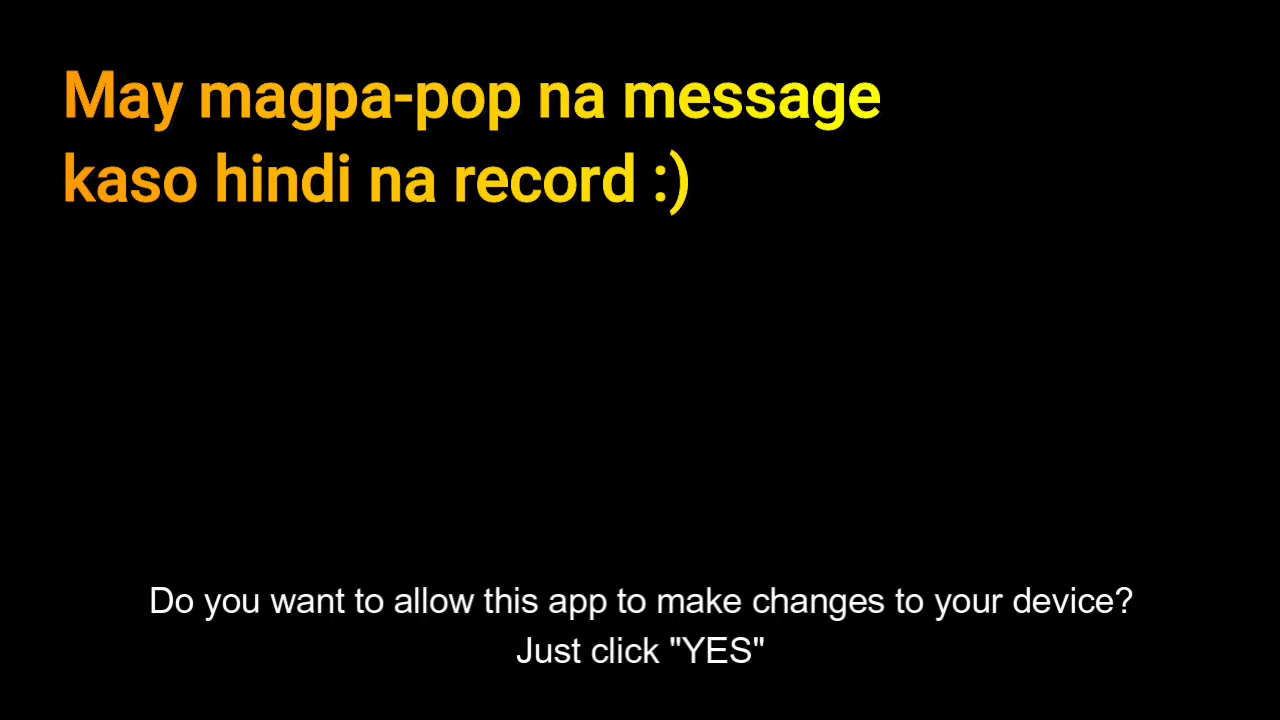 May magpa-pop na message
kaso hindi na record :)
Do you want to allow this app to make changes to your device?
Just click "YES"